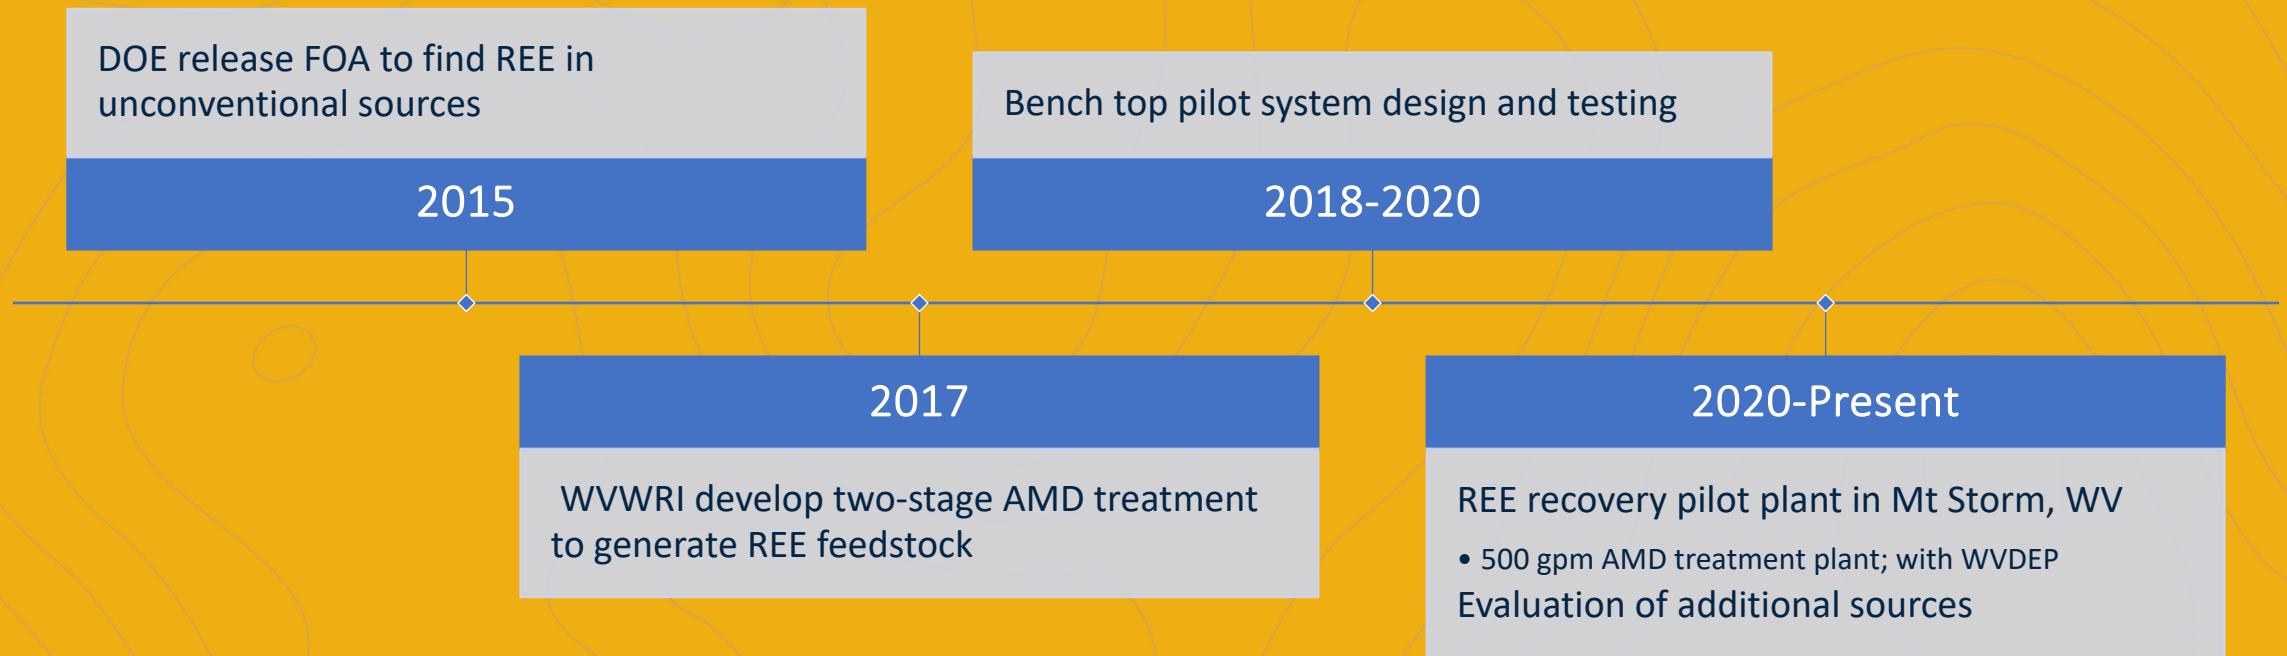 DOE release FOA to find REE in
unconventional sources
2015
2017
WVWRI develop two-stage AMD treatment
to generate REE feedstock
Bench top pilot system design and testing
2018-2020
2020-Present
REE recovery pilot plant in Mt Storm, WV
• 500 gpm AMD treatment plant; with WVDEP
Evaluation of additional sources